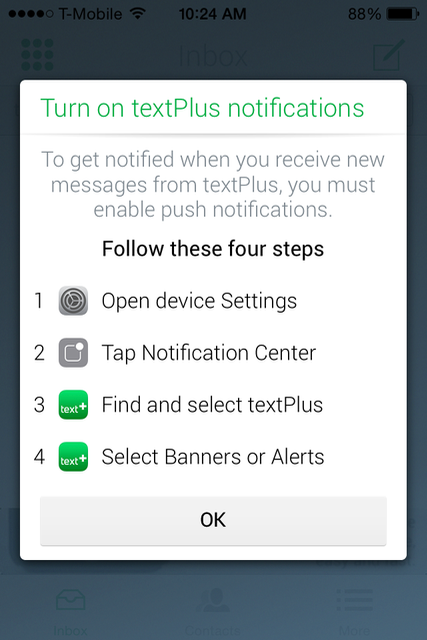 T-Mobile 10:24 AM 88%
Inbox
Turn on textPlus notifications
To get notified when you receive new
messages from textPlus, you must
enable push notifications.
Follow these four steps
1 Open device Settings
2 Tap Notification Center
3 text+ Find and select textPlus
4 text+ Select Banners or Alerts
OK
Inbox Contacts More